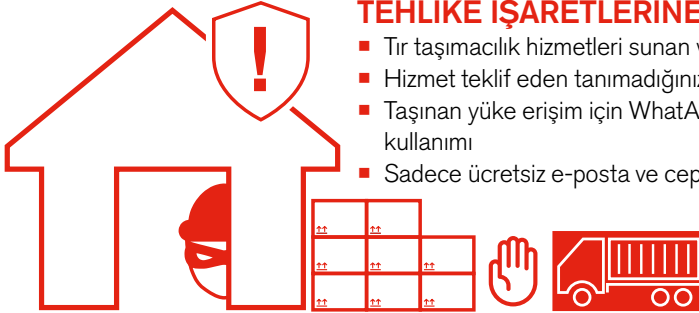 TEHLİKE İŞARETLERİNE
Tır taşımacılık hizmetleri sunan
Hizmet teklif eden tanımadığınız
Taşınan yüke erişim için WhatA
kullanımı
Sadece ücretsiz e-posta ve cep